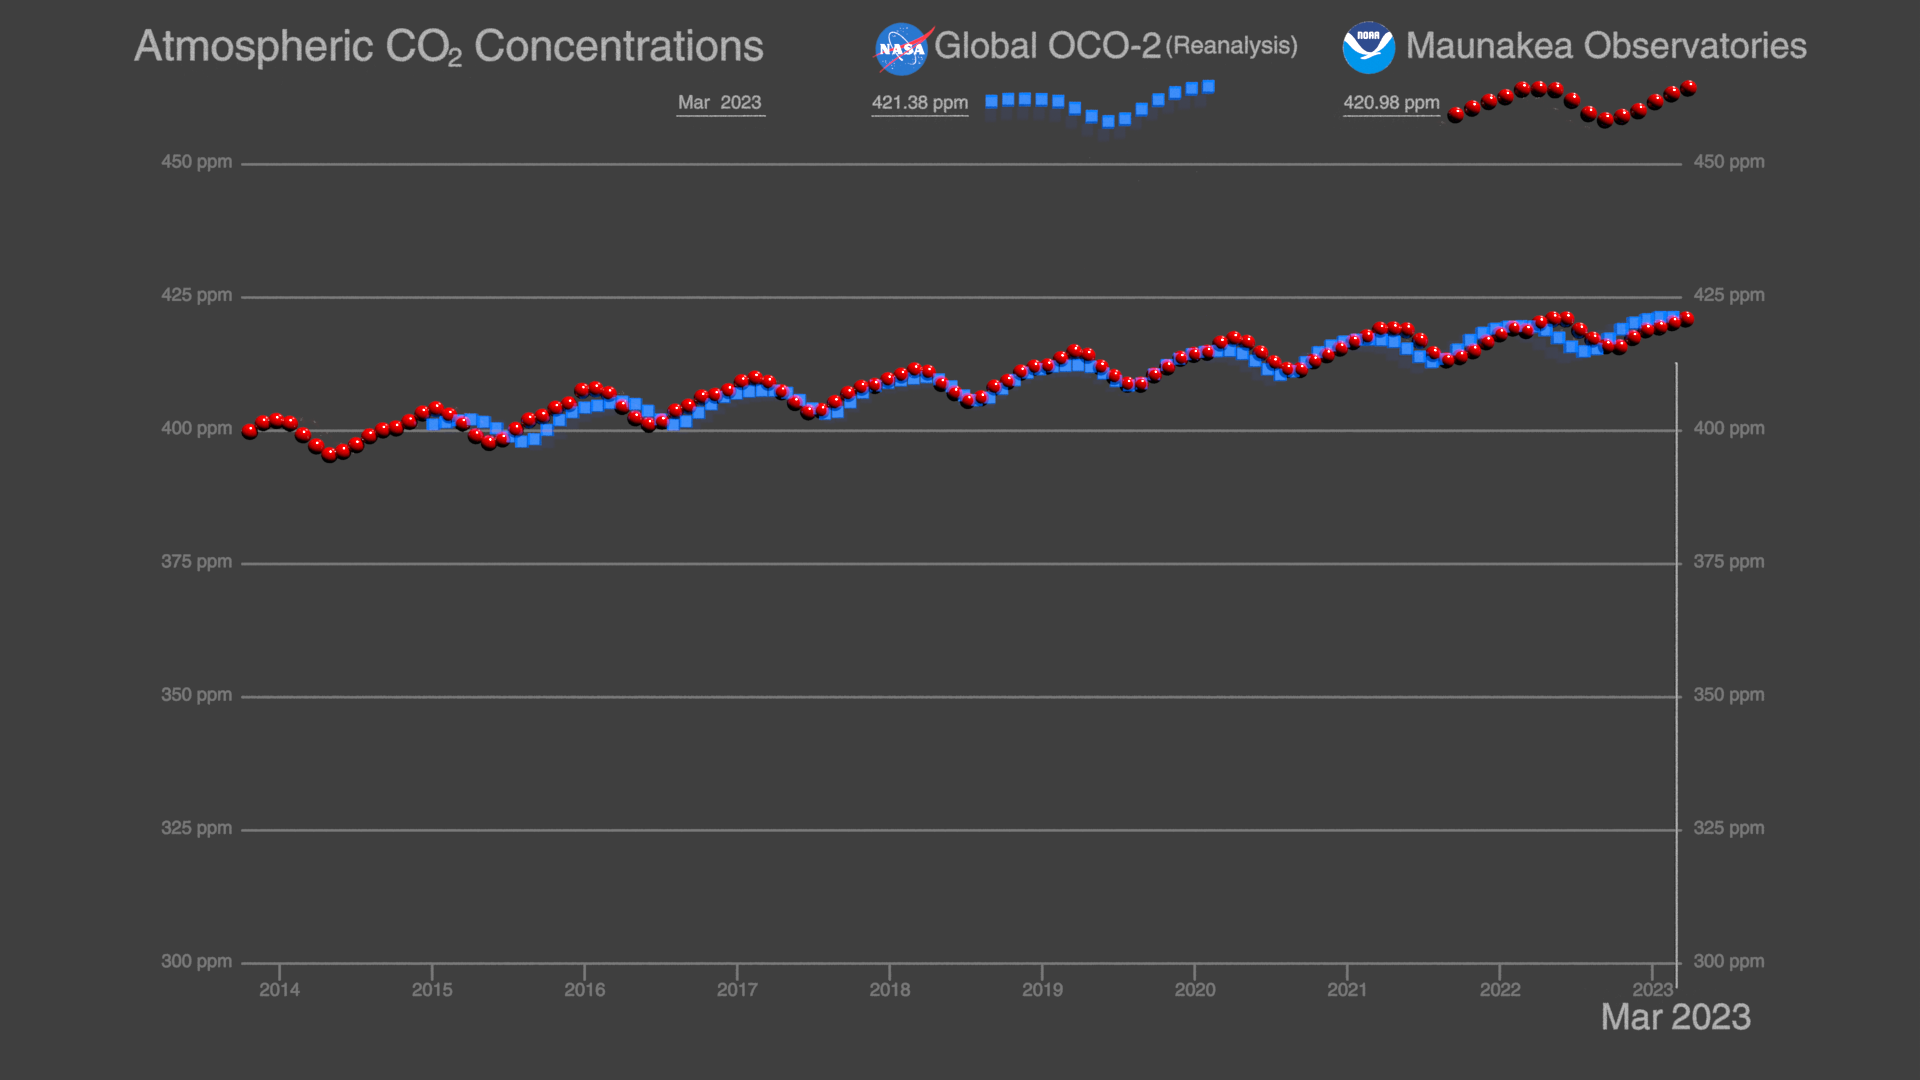 Atmospheric CO₂ Concentrations
NASA Global OCO-2 (Reanalysis)
NOAA Maunakea Observatories
Mar 2023
421.38 ppm
420.98 ppm
450 ppm 450 ppm
425 ppm 425 ppm
400 ppm 400 ppm
375 ppm 375 ppm
350 ppm 350 ppm
325 ppm 325 ppm
300 ppm 300 ppm
2014 2015 2016 2017 2018 2019 2020 2021 2022 2023
Mar 2023